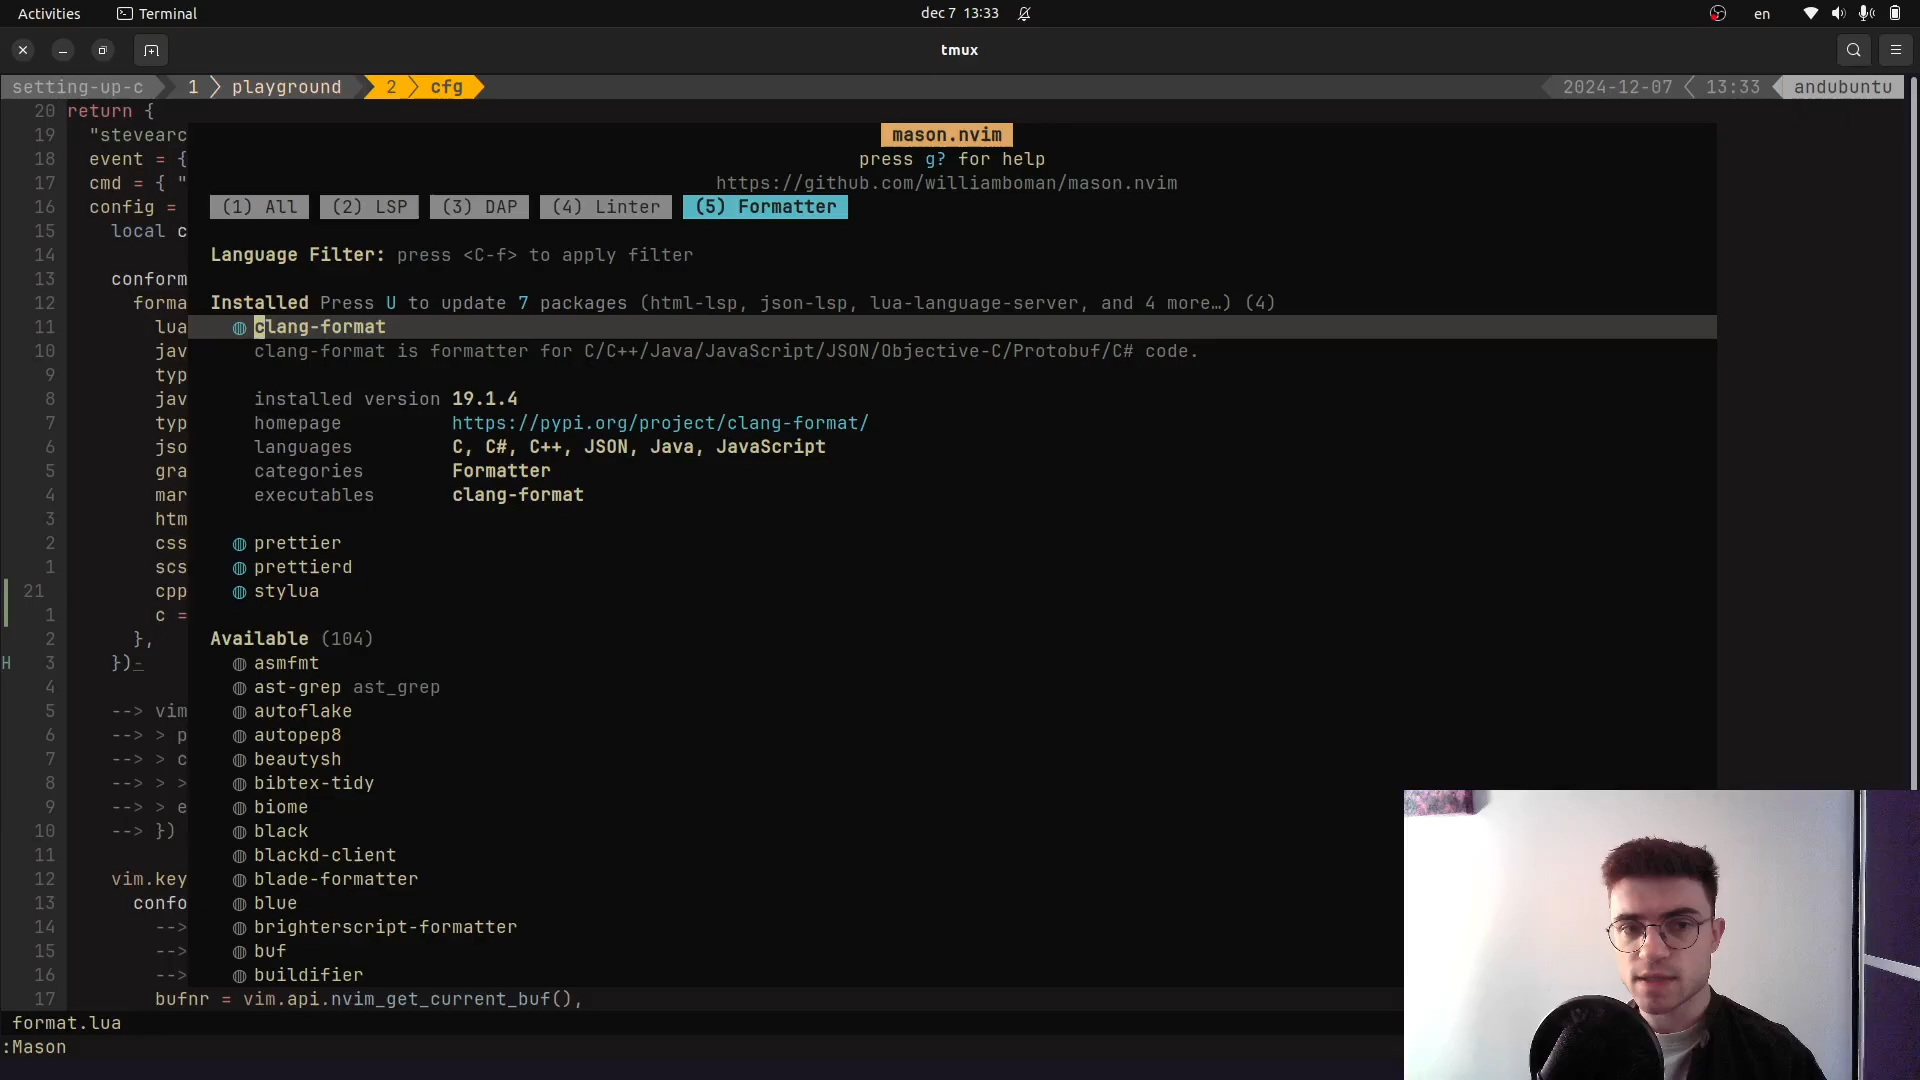 Activities Terminal dec 7 13:33 en
tmux
setting-up-c 1 playground 2 cfg 2024-12-07 13:33 andubuntu
20 return {
19 "stevearc mason.nvim
18 event = { press g? for help
17 cmd = { " https://github.com/williamboman/mason.nvim
16 config = (1) All (2) LSP (3) DAP (4) Linter (5) Formatter
15 local c
14 Language Filter: press <C-f> to apply filter
13 conform
12 forma Installed Press U to update 7 packages (html-lsp, json-lsp, lua-language-server, and 4 more…) (4)
11 lua clang-format
10 jav clang-format is formatter for C/C++/Java/JavaScript/JSON/Objective-C/Protobuf/C# code.
9 typ
8 jav installed version 19.1.4
7 typ homepage https://pypi.org/project/clang-format/
6 jso languages C, C#, C++, JSON, Java, JavaScript
5 gra categories Formatter
4 mar executables clang-format
3 htm
2 css prettier
1 scs prettierd
21 cpp stylua
1 c =
2 }, Available (104)
H 3 })- asmfmt
4 ast-grep ast_grep
5 --> vim autoflake
6 --> > p autopep8
7 --> > c beautysh
8 --> > > bibtex-tidy
9 --> > e biome
10 --> }) black
11 blackd-client
12 vim.key blade-formatter
13 confo blue
14 --> brighterscript-formatter
15 --> buf
16 --> buildifier
17 bufnr = vim.api.nvim_get_current_buf(),
format.lua
:Mason